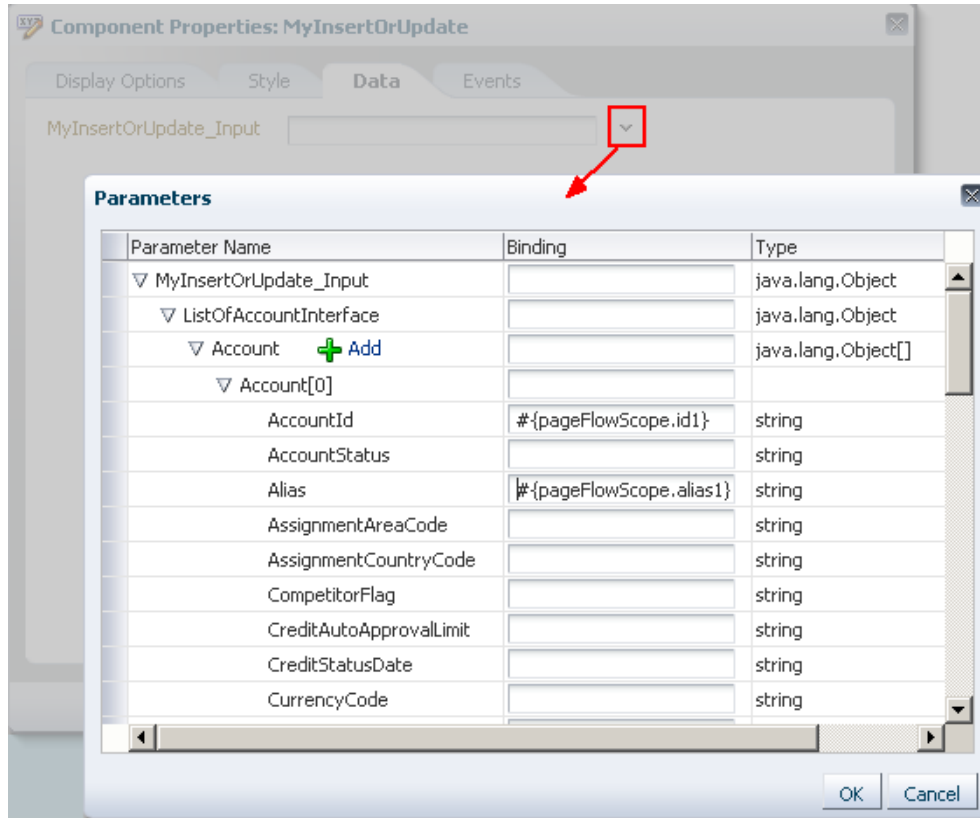 Component Properties: MyInsertOrUpdate
Display Options Style Data Events
MyInsertOrUpdate_Input
Parameters
Parameter Name Binding Type
MyInsertOrUpdate_Input java.lang.Object
ListOfAccountInterface java.lang.Object
Account Add java.lang.Object[]
Account[0]
AccountId #{pageFlowScope.id1} string
AccountStatus string
Alias #{pageFlowScope.alias1} string
AssignmentAreaCode string
AssignmentCountryCode string
CompetitorFlag string
CreditAutoApprovalLimit string
CreditStatusDate string
CurrencyCode string
OK Cancel